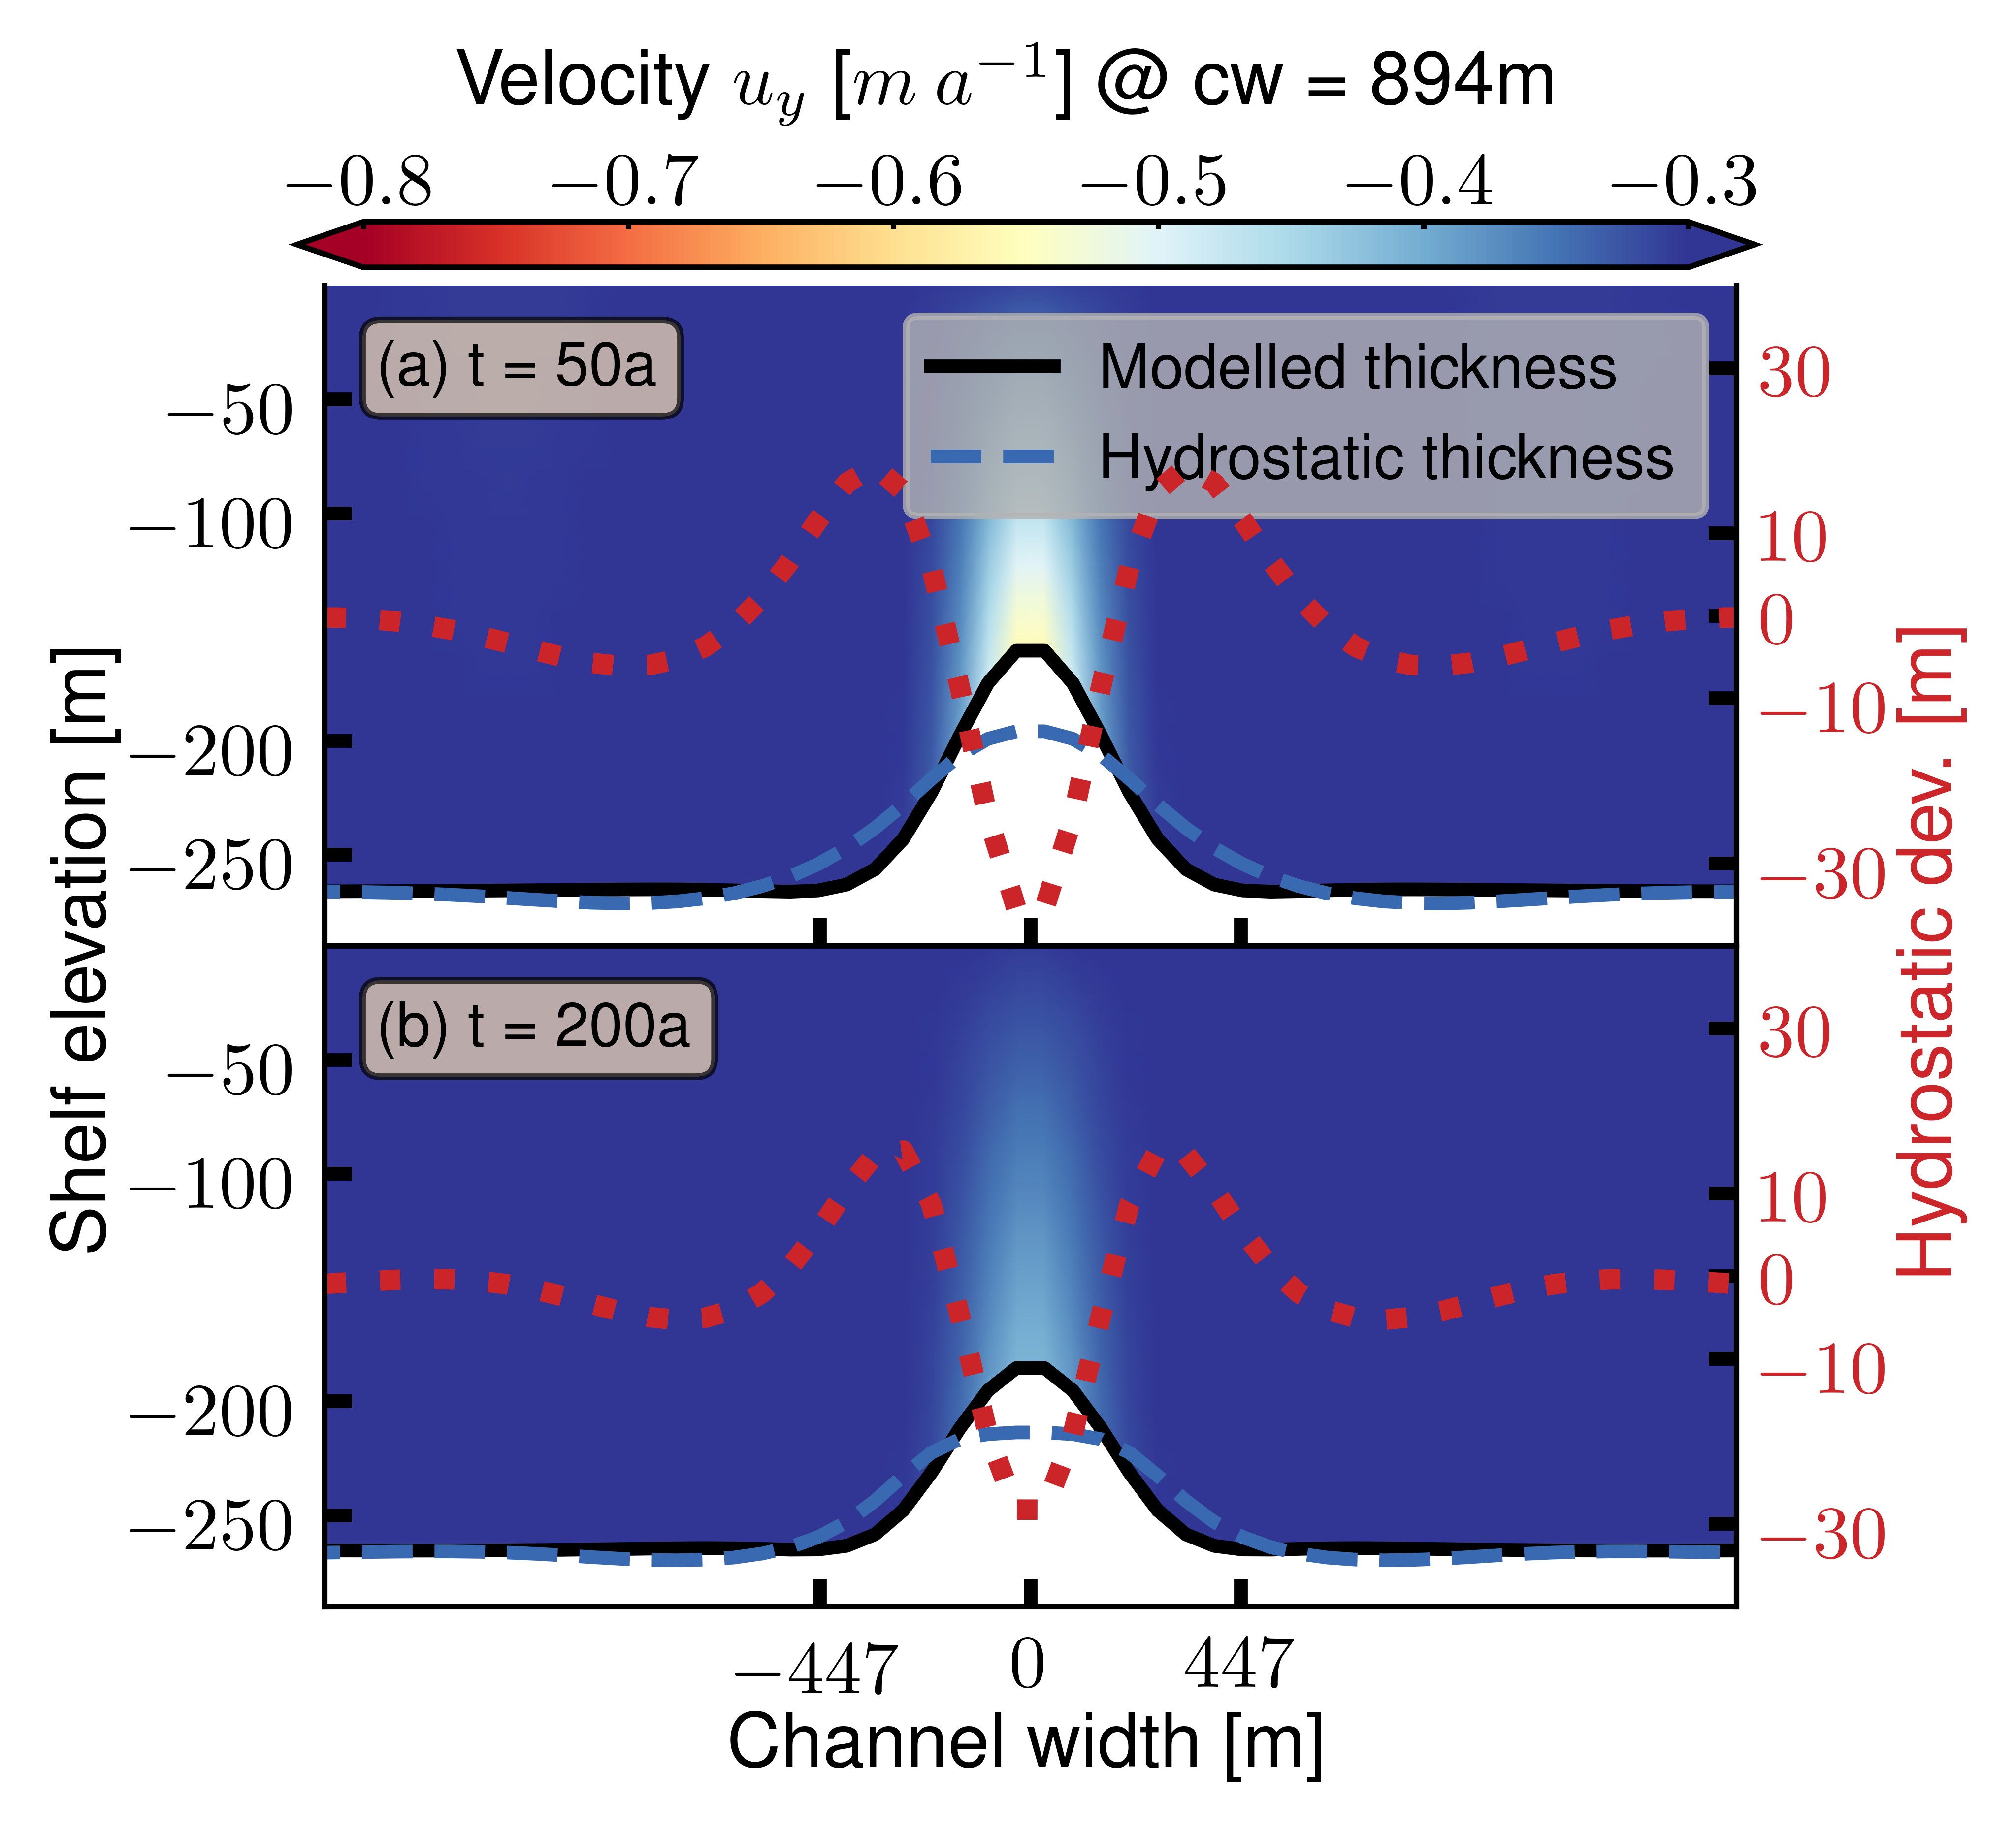 Velocity u_y [m a⁻¹] @ cw = 894m
−0.8 −0.7 −0.6 −0.5 −0.4 −0.3
(a) t = 50a
Modelled thickness
Hydrostatic thickness
−50
−100
−200
−250
30
10
0
−10
−30
Shelf elevation [m]
Hydrostatic dev. [m]
(b) t = 200a
−50
−100
−200
−250
30
10
0
−10
−30
−447 0 447
Channel width [m]